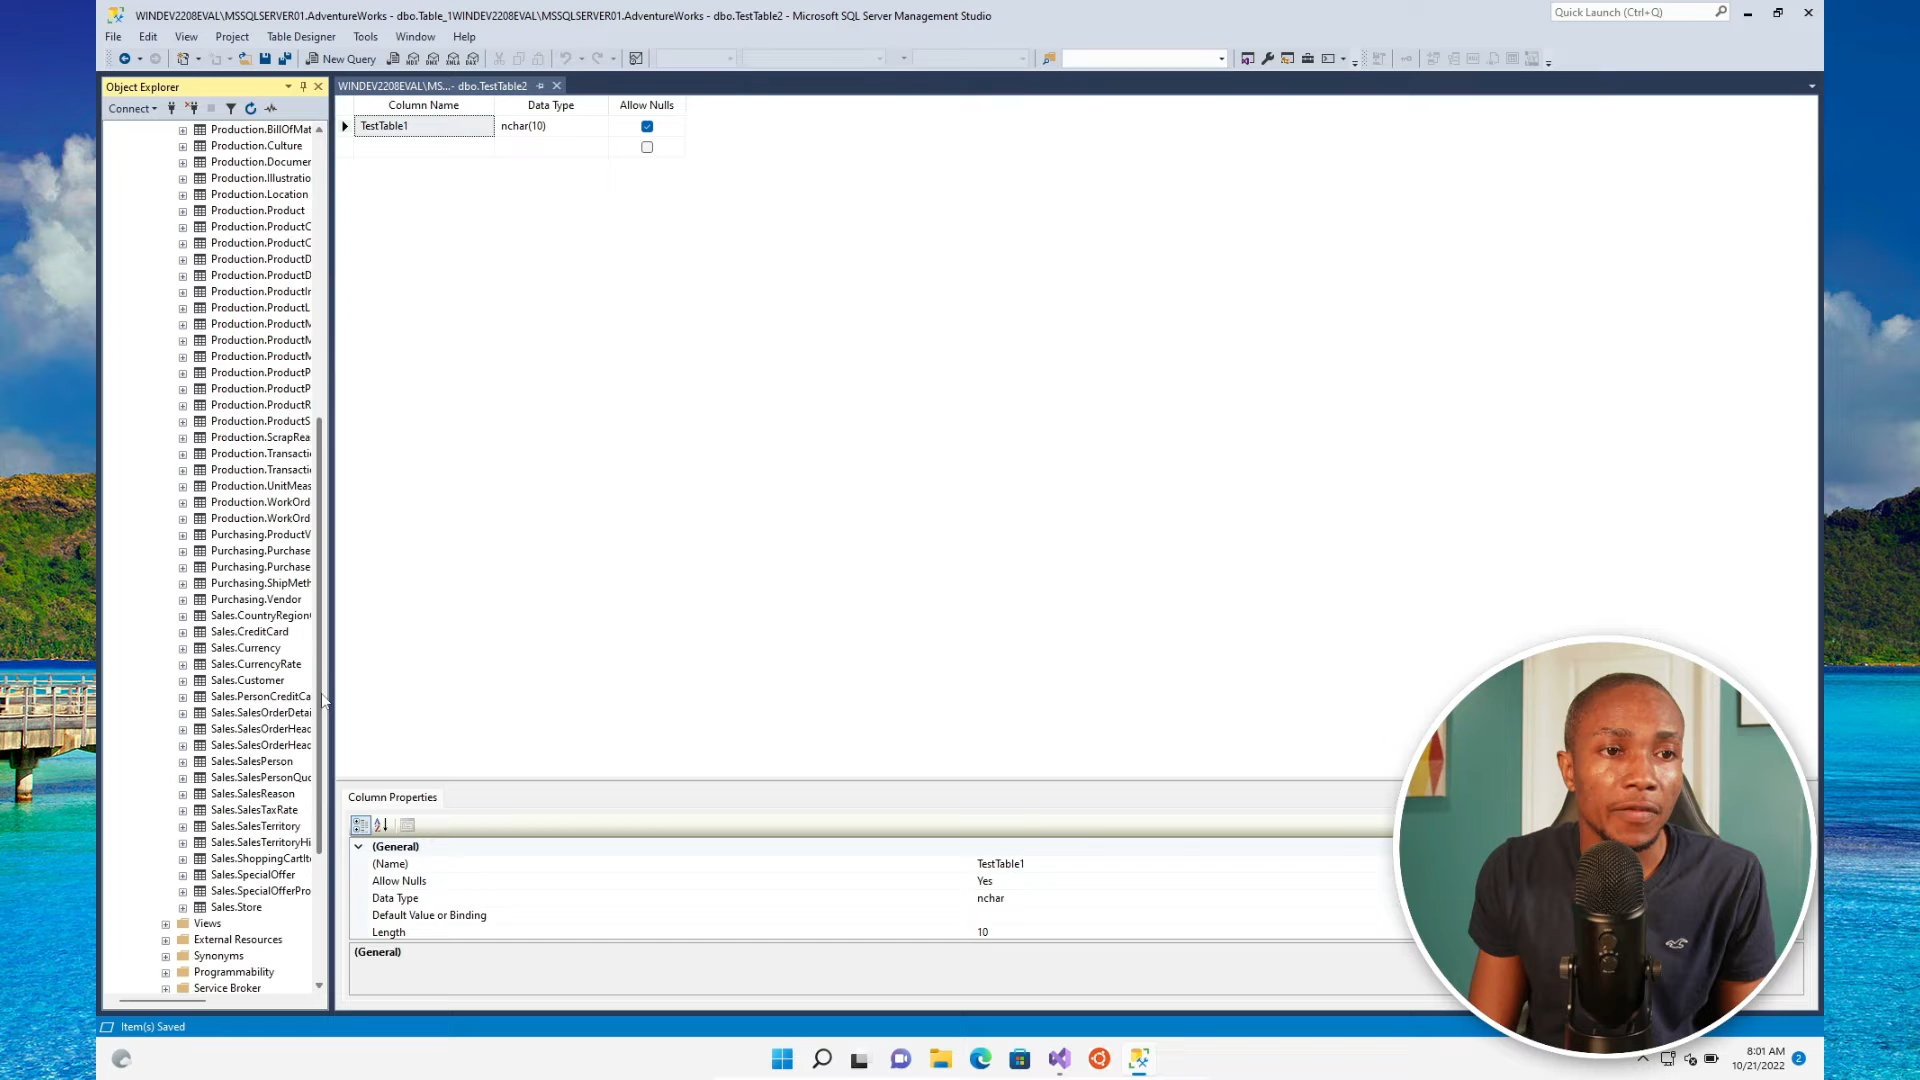 WINDEV2208EVAL\MSSQLSERVER01.AdventureWorks - dbo.Table_1WINDEV2208EVAL\MSSQLSERVER01.AdventureWorks - dbo.TestTable2 - Microsoft SQL Server Management Studio
Quick Launch (Ctrl+Q)
File Edit View Project Table Designer Tools Window Help
New Query
Object Explorer
WINDEV2208EVAL\MS...- dbo.TestTable2
Connect
Column Name Data Type Allow Nulls
TestTable1 nchar(10)
Production.BillOfMat
Production.Culture
Production.Documer
Production.Illustratio
Production.Location
Production.Product
Production.ProductC
Production.ProductC
Production.ProductD
Production.ProductD
Production.ProductIr
Production.ProductL
Production.ProductM
Production.ProductM
Production.ProductM
Production.ProductP
Production.ProductP
Production.ProductR
Production.ProductS
Production.ScrapRea
Production.Transacti
Production.Transacti
Production.UnitMeas
Production.WorkOrd
Production.WorkOrd
Purchasing.ProductV
Purchasing.Purchase
Purchasing.Purchase
Purchasing.ShipMeth
Purchasing.Vendor
Sales.CountryRegion
Sales.CreditCard
Sales.Currency
Sales.CurrencyRate
Sales.Customer
Sales.PersonCreditCa
Sales.SalesOrderDetai
Sales.SalesOrderHead
Sales.SalesOrderHead
Sales.SalesPerson
Sales.SalesPersonQuo
Sales.SalesReason
Sales.SalesTaxRate
Sales.SalesTerritory
Sales.SalesTerritoryHi
Sales.ShoppingCartIte
Sales.SpecialOffer
Sales.SpecialOfferPro
Sales.Store
Views
External Resources
Synonyms
Programmability
Service Broker
Column Properties
(General)
(Name) TestTable1
Allow Nulls Yes
Data Type nchar
Default Value or Binding
Length 10
(General)
Item(s) Saved
8:01 AM
10/21/2022
2